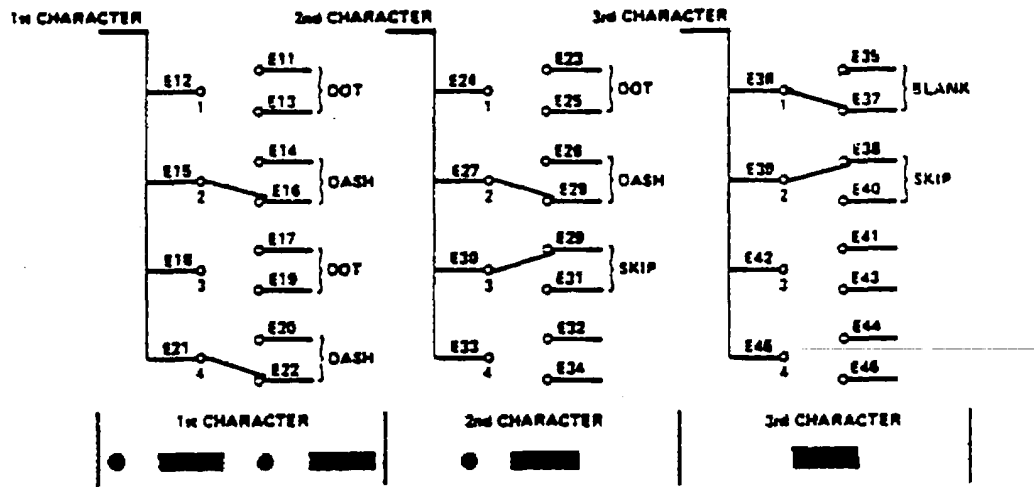 1st CHARACTER 2nd CHARACTER 3rd CHARACTER
E11 E23 E35
E12 DOT E24 DOT E36 BLANK
1 E13 1 E25 1 E37
E14 E26 E38
E15 DASH E27 DASH E39 SKIP
2 E16 2 E28 2 E40
E17 E29 E41
E18 DOT E30 SKIP E42
3 E19 3 E31 3 E43
E20 E32 E44
E21 DASH E33 E45
4 E22 4 E34 4 E46
1st CHARACTER 2nd CHARACTER 3rd CHARACTER